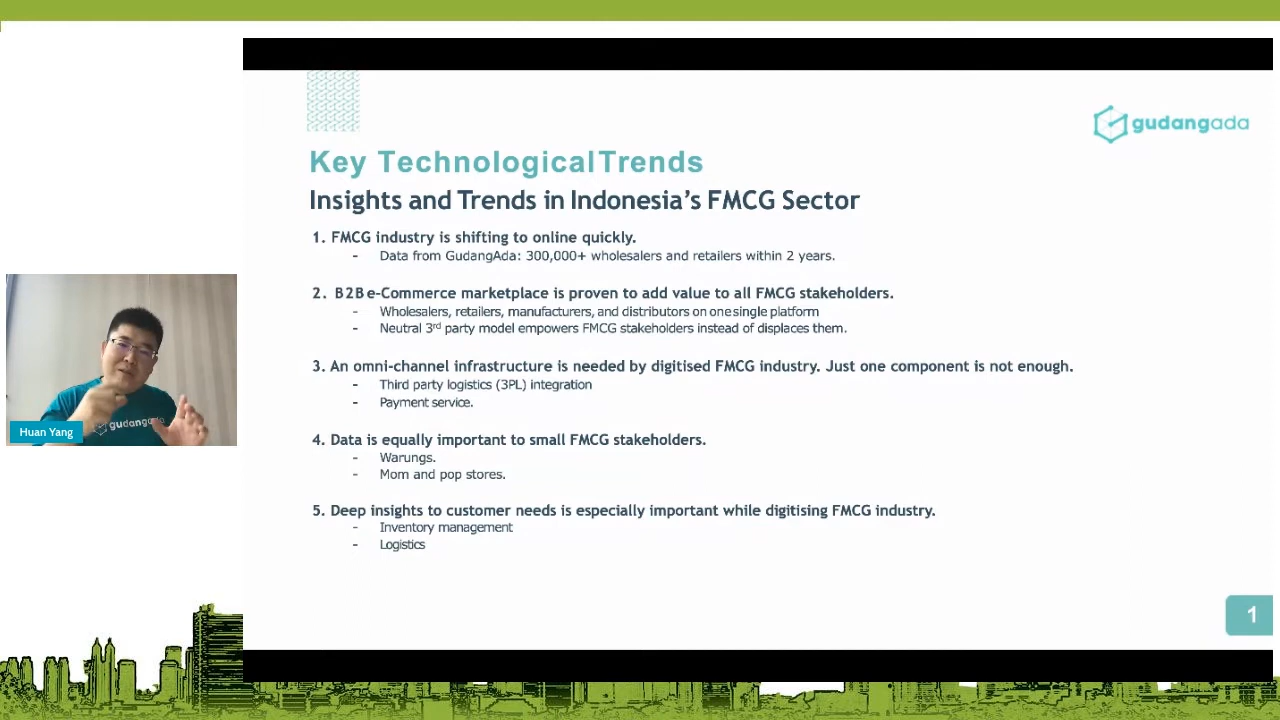 gudangada
Key Technological Trends
Insights and Trends in Indonesia's FMCG Sector
1. FMCG industry is shifting to online quickly.
- Data from GudangAda: 300,000+ wholesalers and retailers within 2 years.
2. B2B e-Commerce marketplace is proven to add value to all FMCG stakeholders.
- Wholesalers, retailers, manufacturers, and distributors on one single platform
- Neutral 3rd party model empowers FMCG stakeholders instead of displaces them.
3. An omni-channel infrastructure is needed by digitised FMCG industry. Just one component is not enough.
- Third party logistics (3PL) integration
- Payment service.
4. Data is equally important to small FMCG stakeholders.
- Warungs.
- Mom and pop stores.
5. Deep insights to customer needs is especially important while digitising FMCG industry.
- Inventory management
- Logistics
1
gudangada
Huan Yang